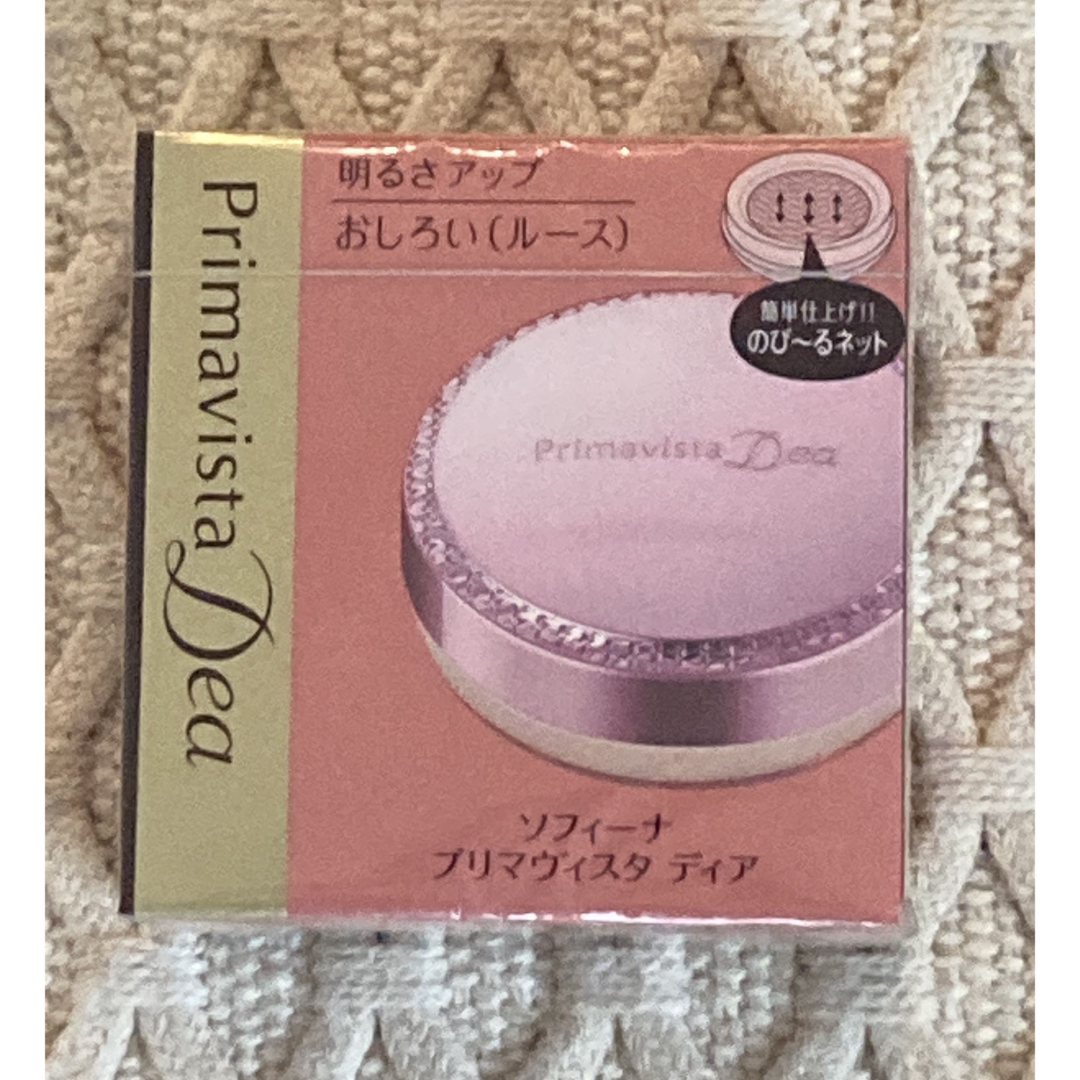 Primavista Dea
明るさアップ
おしろい(ルース)
簡単仕上げ!!
のび~るネット
Primavista Dea
ソフィーナ
プリマヴィスタ ディア